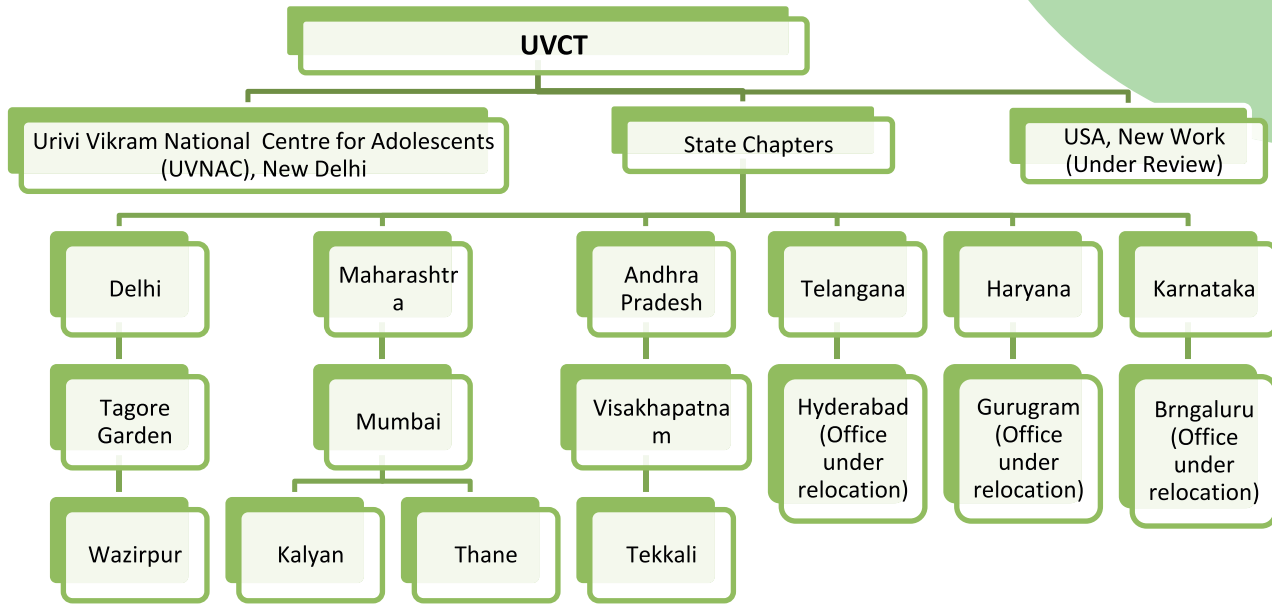 UVCT
Urivi Vikram National  Centre for Adolescents
(UVNAC), New Delhi
State Chapters
USA, New Work
(Under Review)
Delhi
Maharashtr
a
Andhra
Pradesh
Telangana
Haryana
Karnataka
Tagore
Garden
Mumbai
Visakhapatna
m
Hyderabad
(Office
under
relocation)
Gurugram
(Office
under
relocation)
Brngaluru
(Office
under
relocation)
Wazirpur
Kalyan
Thane
Tekkali